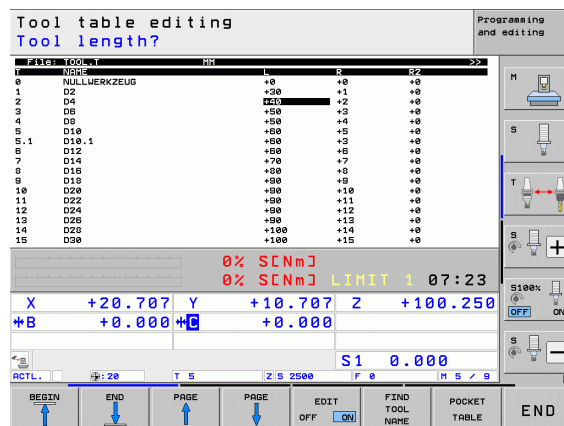 Tool table editing
Programming and editing
Tool length?
File: TOOL.T MM >>
T NAME L R R2
0 NULLWERKZEUG +0 +0 +0
1 D2 +30 +1 +0
2 D4 +40 +2 +0
3 D6 +50 +3 +0
4 D8 +50 +4 +0
5 D10 +60 +5 +0
5.1 D10.1 +60 +3 +0
6 D12 +60 +6 +0
7 D14 +70 +7 +0
8 D16 +80 +8 +0
9 D18 +90 +9 +0
10 D20 +90 +10 +0
11 D22 +90 +11 +0
12 D24 +90 +12 +0
13 D26 +90 +13 +0
14 D28 +100 +14 +0
15 D30 +100 +15 +0
M
S
T
S
S100%
OFF ON
S
0% S[Nm]
0% S[Nm] LIMIT 1 07:23
X +20.707 Y +10.707 Z +100.250
B +0.000 C +0.000
S1 0.000
ACTL. : 20 T 5 Z S 2500 F 0 M 5 / 9
BEGIN
END
PAGE
PAGE
EDIT
OFF ON
FIND
TOOL
NAME
POCKET
TABLE
END